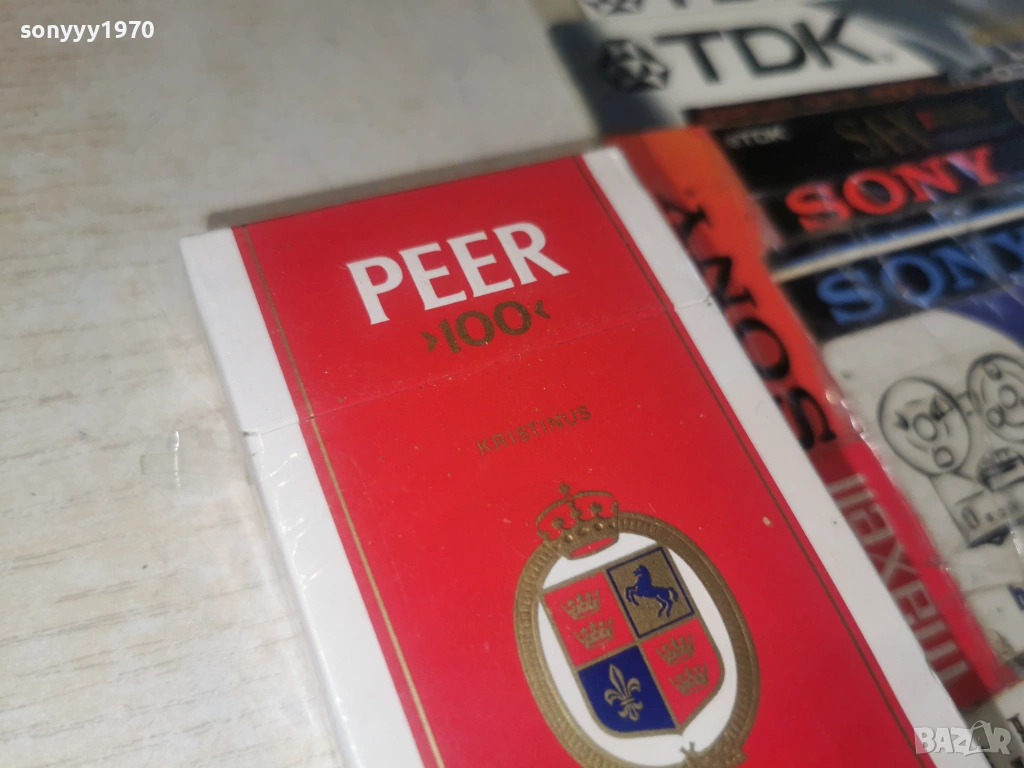 sonyyy1970
TDK
TDK
SONY
SONY
SONY
maxell
PEER
>100<
KRISTINUS
BAZAR